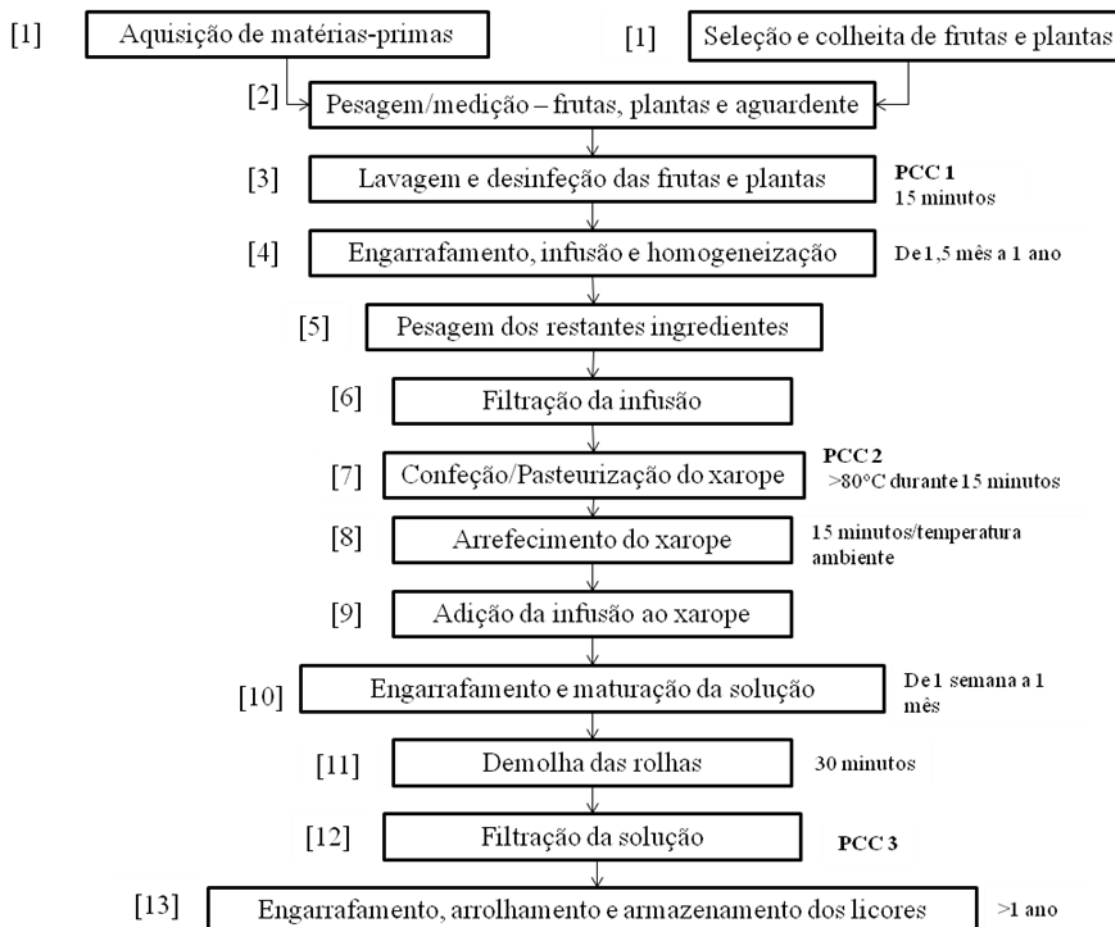 [1] Aquisição de matérias-primas
[1] Seleção e colheita de frutas e plantas
[2] Pesagem/medição – frutas, plantas e aguardente
[3] Lavagem e desinfeção das frutas e plantas
PCC 1
15 minutos
[4] Engarrafamento, infusão e homogeneização
De 1,5 mês a 1 ano
[5] Pesagem dos restantes ingredientes
[6] Filtração da infusão
[7] Confeção/Pasteurização do xarope
PCC 2
>80°C durante 15 minutos
[8] Arrefecimento do xarope
15 minutos/temperatura
ambiente
[9] Adição da infusão ao xarope
[10] Engarrafamento e maturação da solução
De 1 semana a 1
mês
[11] Demolha das rolhas
30 minutos
[12] Filtração da solução
PCC 3
[13] Engarrafamento, arrolhamento e armazenamento dos licores
>1 ano